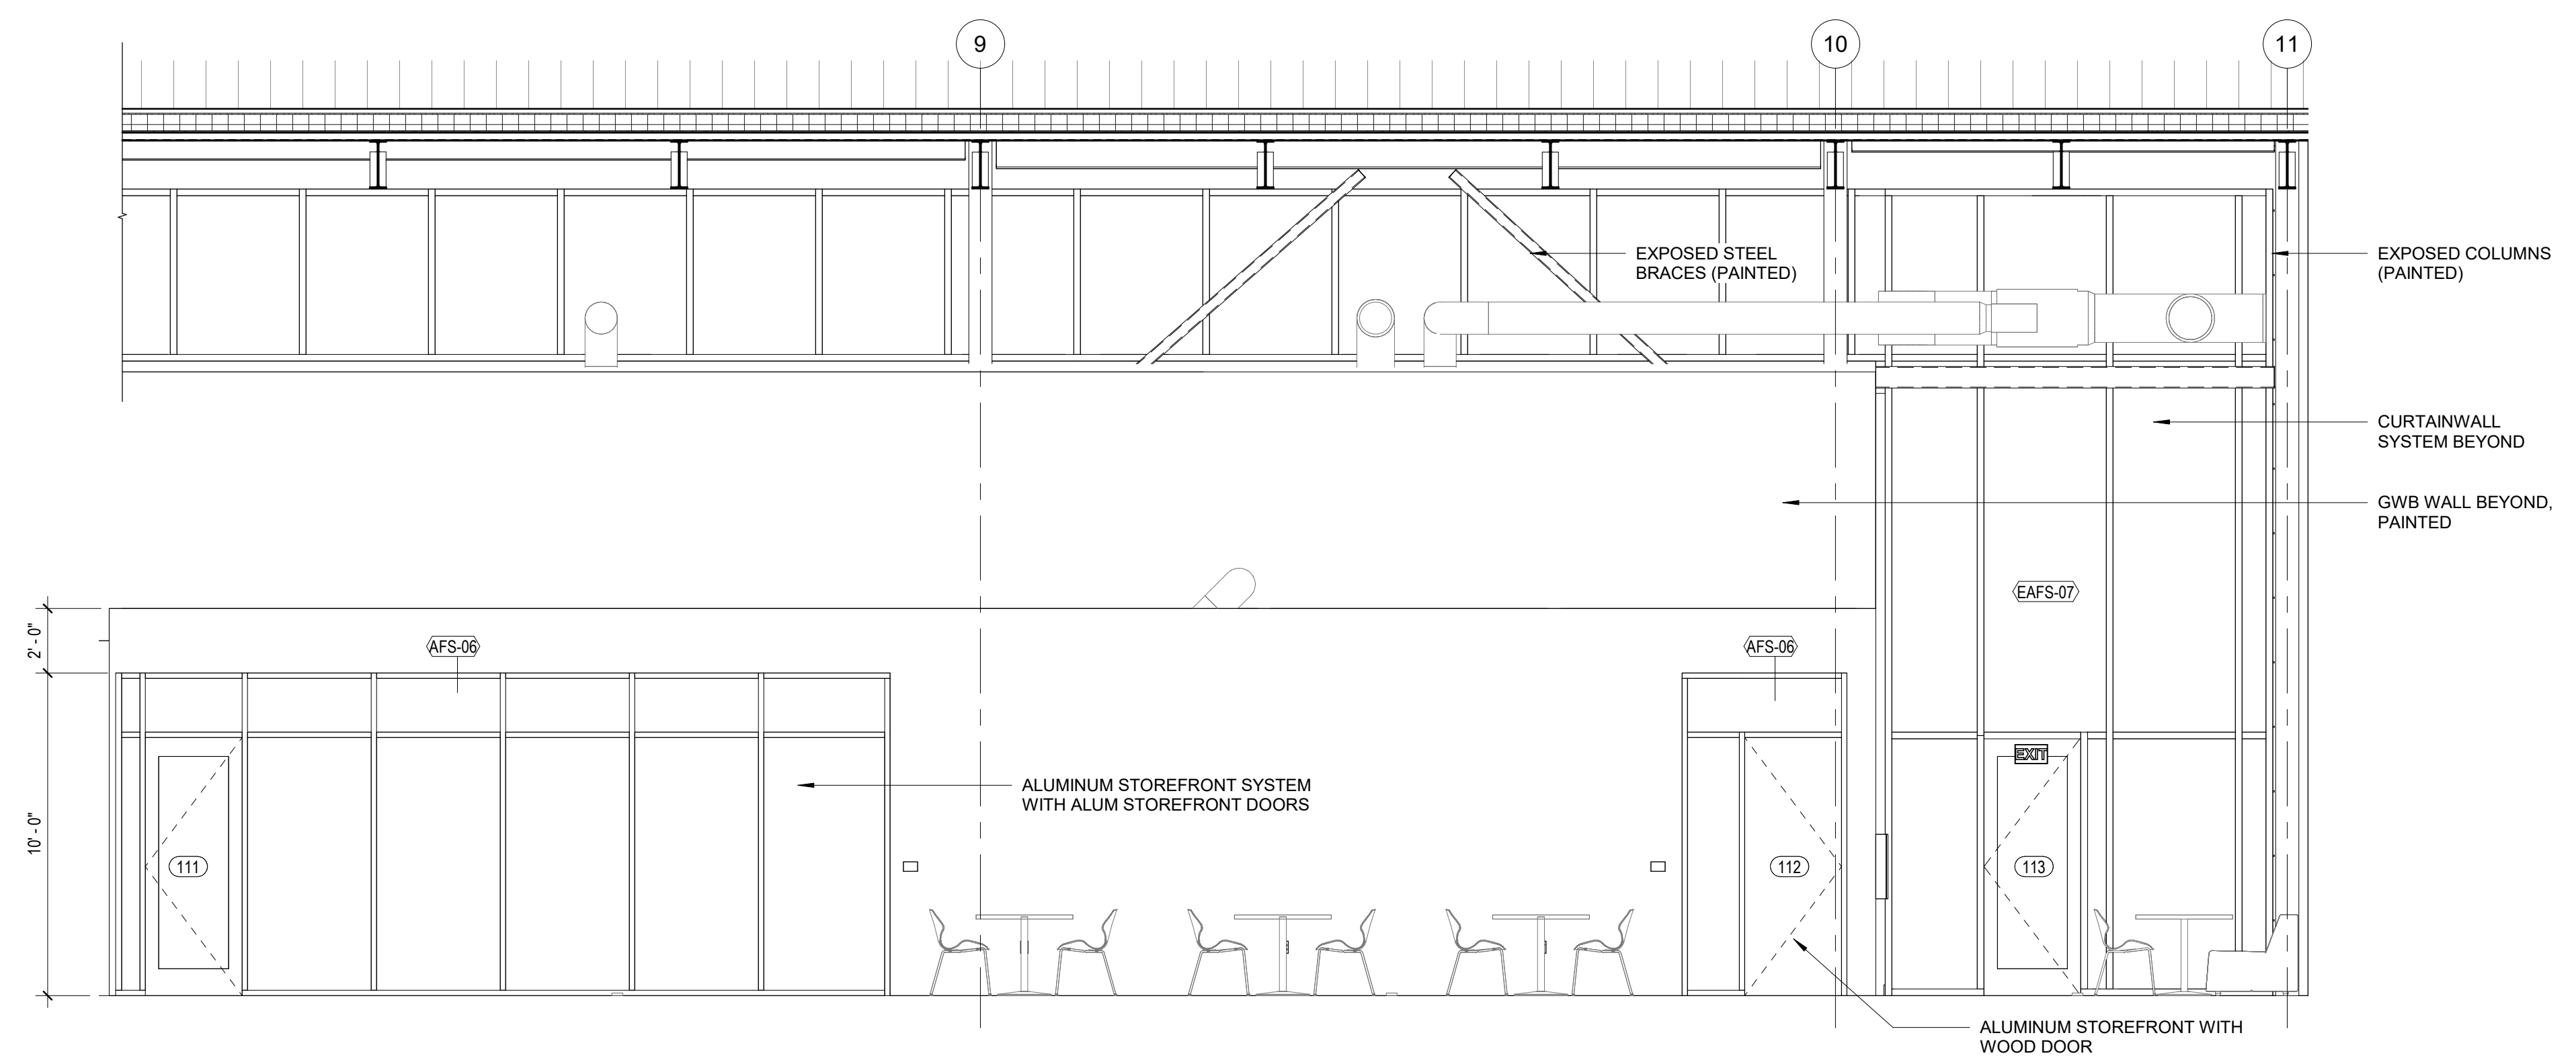 9
10
11
EXPOSED STEEL
BRACES (PAINTED)
EXPOSED COLUMNS
(PAINTED)
CURTAINWALL
SYSTEM BEYOND
GWB WALL BEYOND,
PAINTED
EAFS-07
2' - 0"
AFS-06
AFS-06
EXIT
ALUMINUM STOREFRONT SYSTEM
WITH ALUM STOREFRONT DOORS
10' - 0"
111
112
113
ALUMINUM STOREFRONT WITH
WOOD DOOR